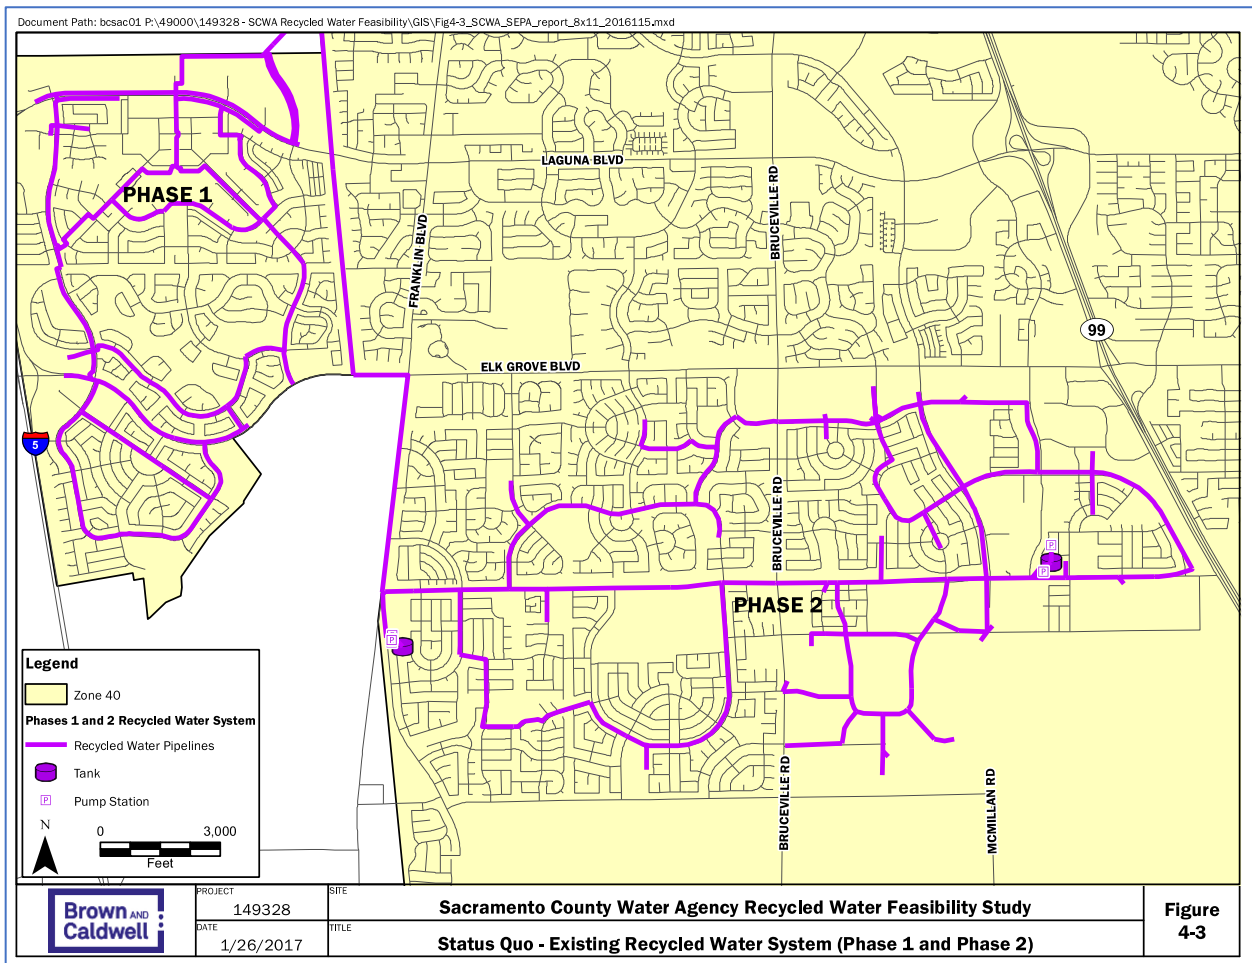 Document Path: bcsac01 P:\49000\149328 - SCWA Recycled Water Feasibility\GIS\Fig4-3_SCWA_SEPA_report_8x11_2016115.mxd
LAGUNA BLVD
PHASE 1
BRUCEVILLE RD
FRANKLIN BLVD
99
ELK GROVE BLVD
5
BRUCEVILLE RD
P
P
PHASE 2
P
Legend
Zone 40
Phases 1 and 2 Recycled Water System
Recycled Water Pipelines
Tank
P Pump Station
N
0 3,000
Feet
BRUCEVILLE RD
MCMILLAN RD
Brown AND
Caldwell
PROJECT
149328
DATE
1/26/2017
SITE
Sacramento County Water Agency Recycled Water Feasibility Study
TITLE
Status Quo - Existing Recycled Water System (Phase 1 and Phase 2)
Figure
4-3